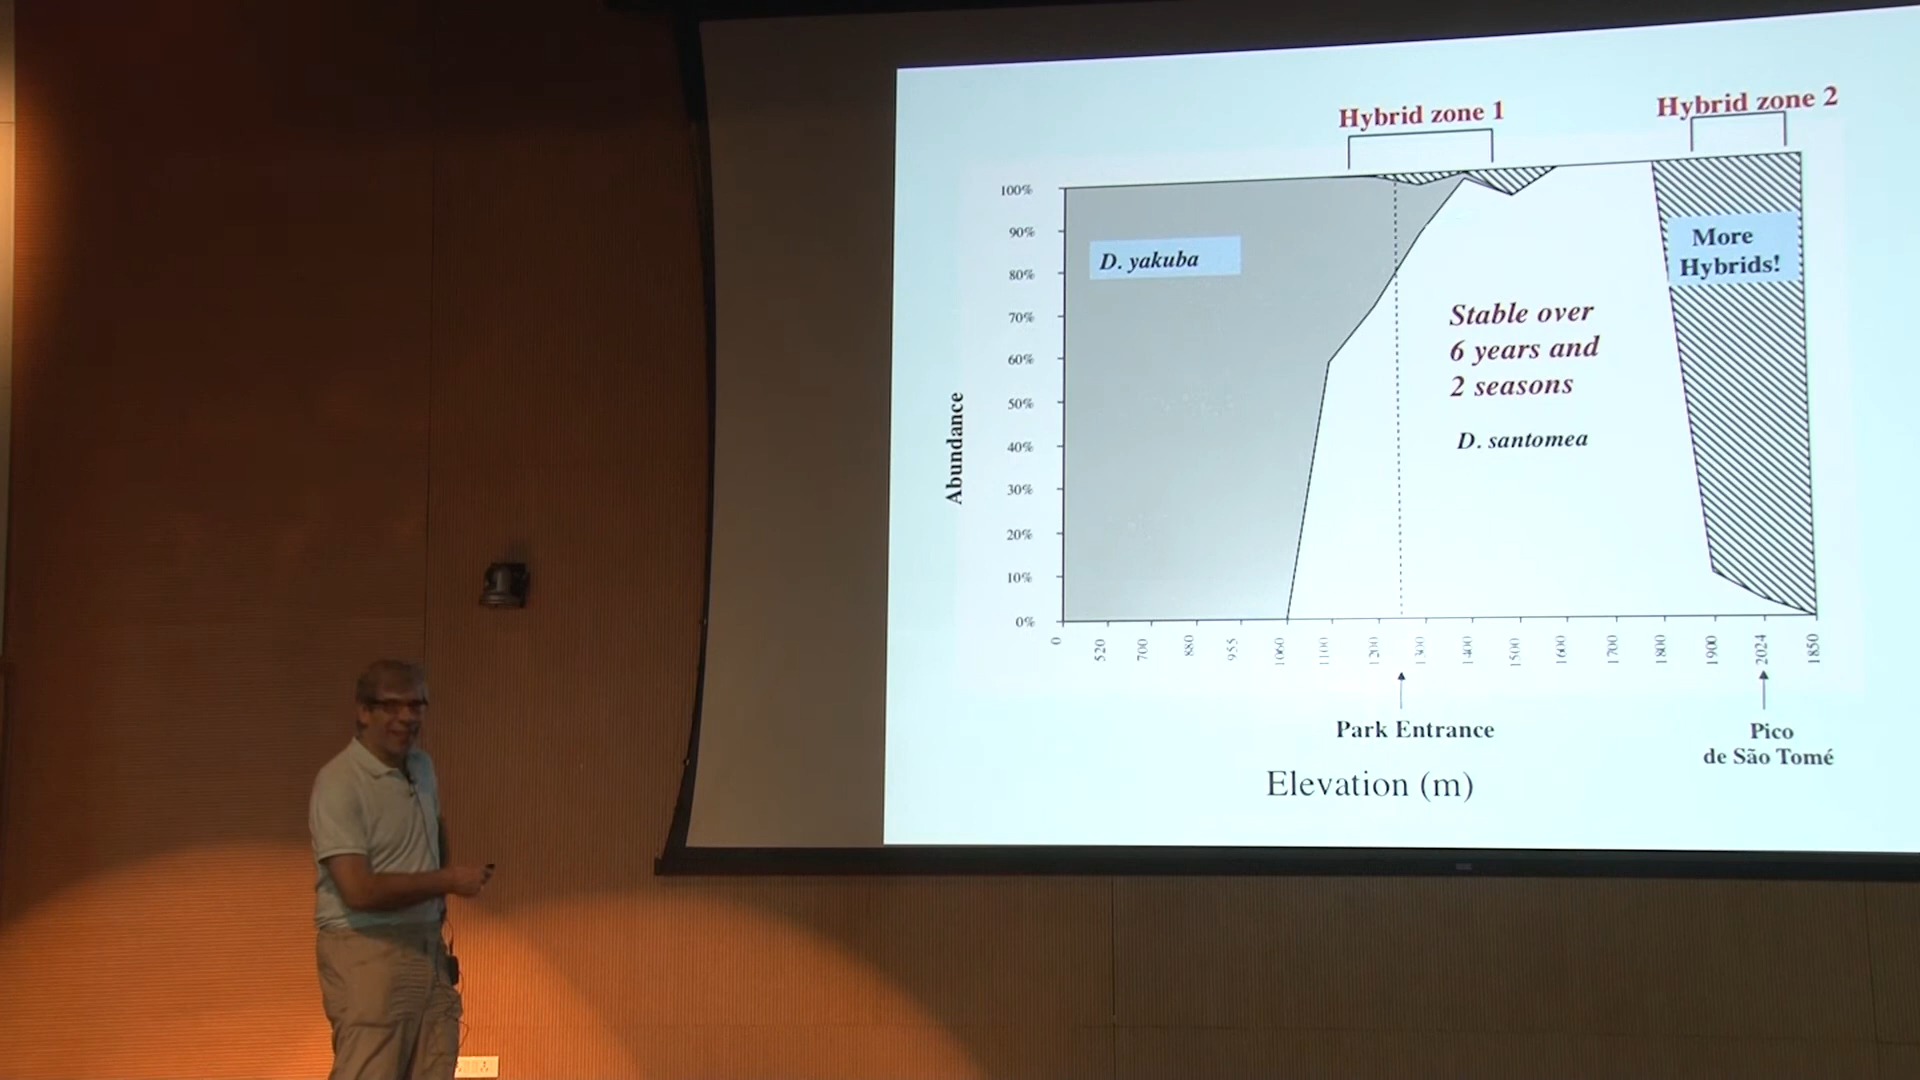 Hybrid zone 1
Hybrid zone 2
100%
90%
80%
70%
60%
50%
40%
30%
20%
10%
0%
Abundance
D. yakuba
More
Hybrids!
Stable over
6 years and
2 seasons
D. santomea
0
520
700
880
955
1060
1100
1200
1300
1400
1500
1600
1700
1800
1900
2024
1850
Park Entrance
Pico
de São Tomé
Elevation (m)